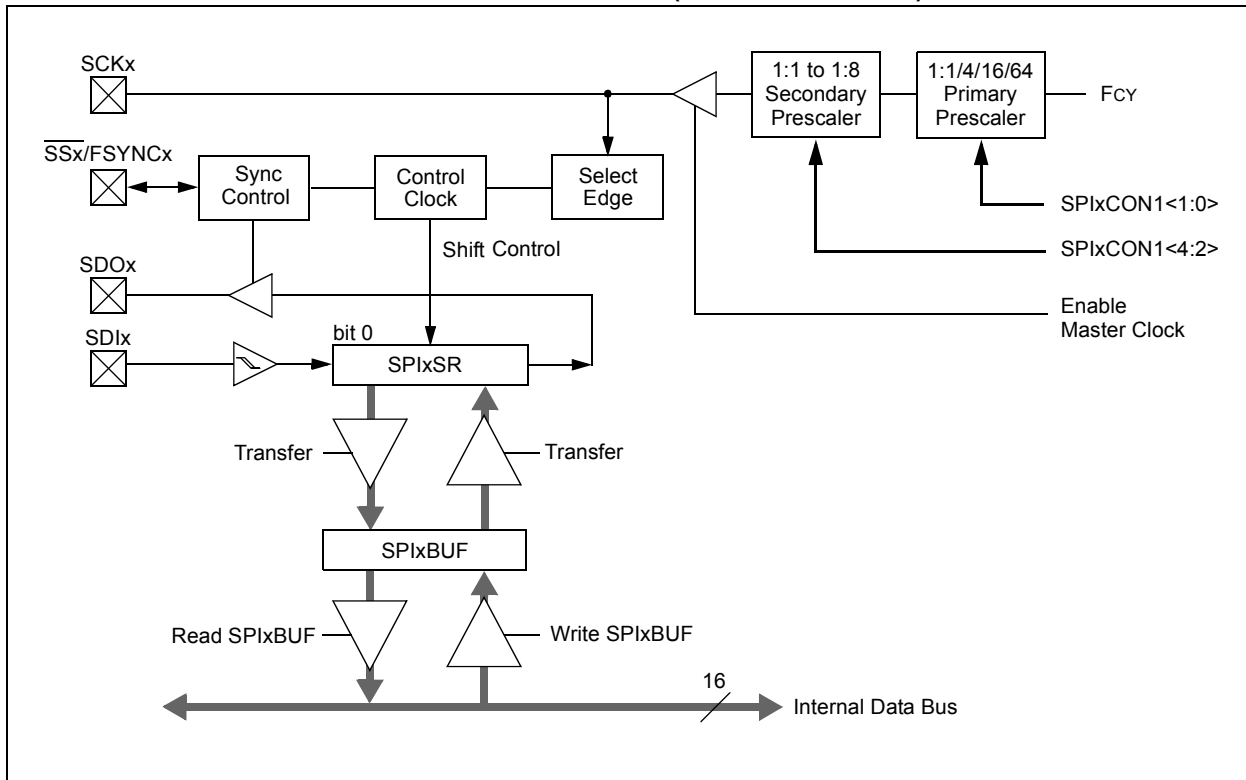 SCKx
1:1 to 1:8
Secondary
Prescaler
1:1/4/16/64
Primary
Prescaler
FCY
SSx/FSYNCx
Sync
Control
Control
Clock
Select
Edge
SPIxCON1<1:0>
Shift Control
SPIxCON1<4:2>
SDOx
Enable
Master Clock
SDIx
bit 0
SPIxSR
Transfer
Transfer
SPIxBUF
Read SPIxBUF
Write SPIxBUF
16
Internal Data Bus